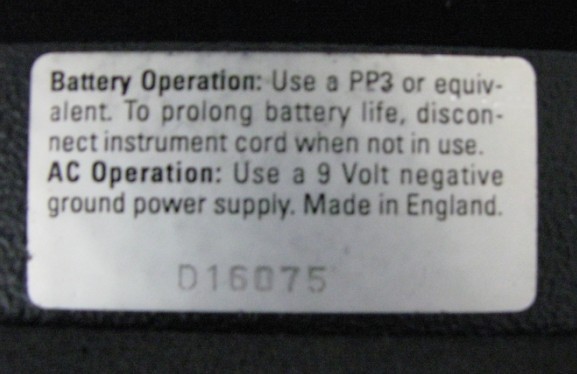 Battery Operation: Use a PP3 or equiv-
alent. To prolong battery life, discon-
nect instrument cord when not in use.
AC Operation: Use a 9 Volt negative
ground power supply. Made in England.
D16075